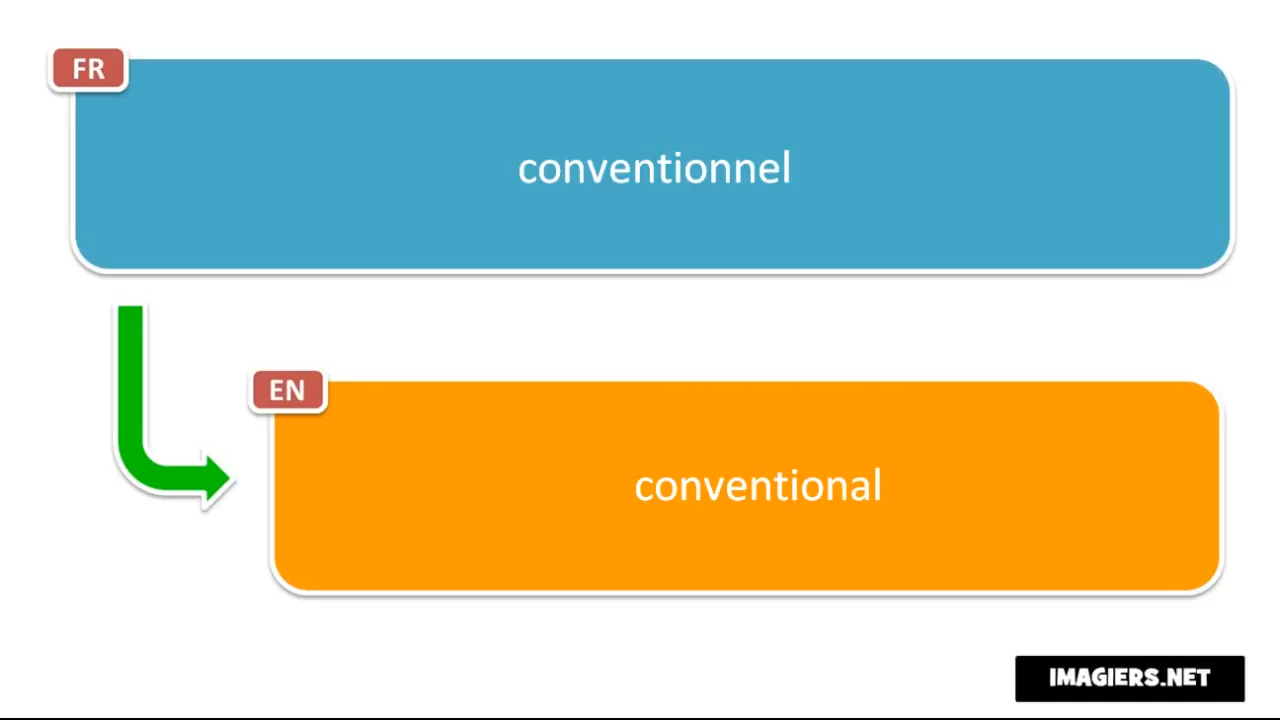 FR
conventionnel
EN
conventional
IMAGIERS.NET